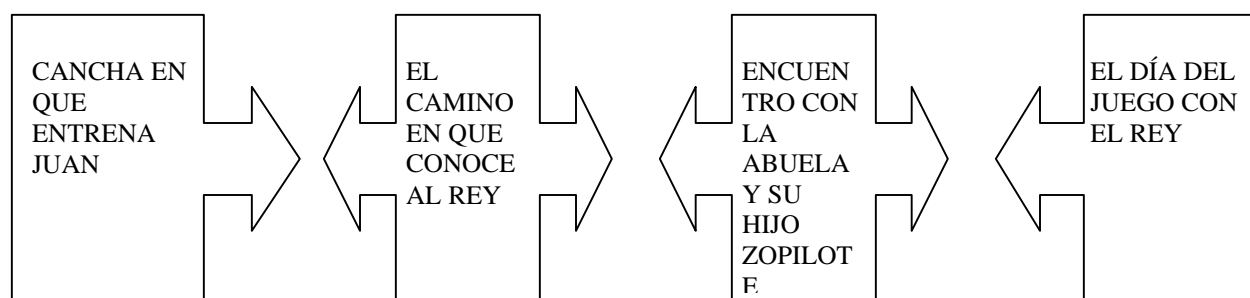 CANCHA EN
QUE
ENTRENA
JUAN
EL
CAMINO
EN QUE
CONOCE
AL REY
ENCUEN
TRO CON
LA
ABUELA
Y SU
HIJO
ZOPILOT
E
EL DÍA DEL
JUEGO CON
EL REY